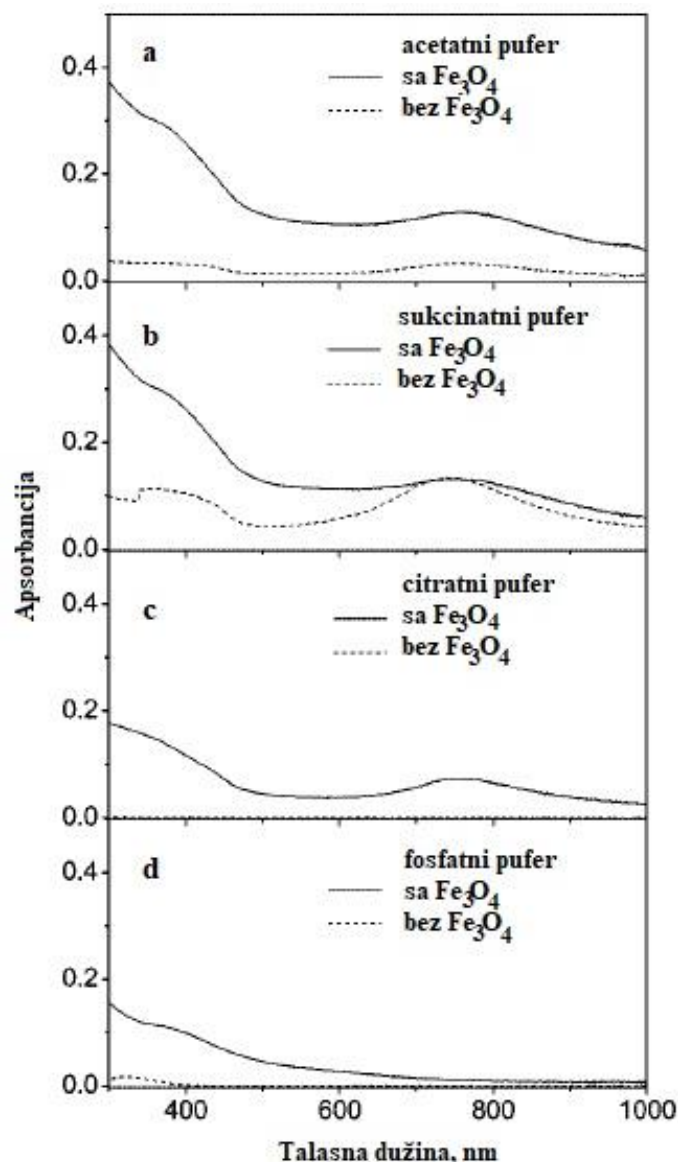 a
acetatni pufer
sa Fe₃O₄
bez Fe₃O₄
0.4
0.2
0.0
b
sukcinatni pufer
sa Fe₃O₄
bez Fe₃O₄
0.4
0.2
0.0
Apsorbancija
c
citratni pufer
sa Fe₃O₄
bez Fe₃O₄
0.4
0.2
0.0
d
fosfatni pufer
sa Fe₃O₄
bez Fe₃O₄
0.4
0.2
0.0
400 600 800 1000
Talasna dužina, nm